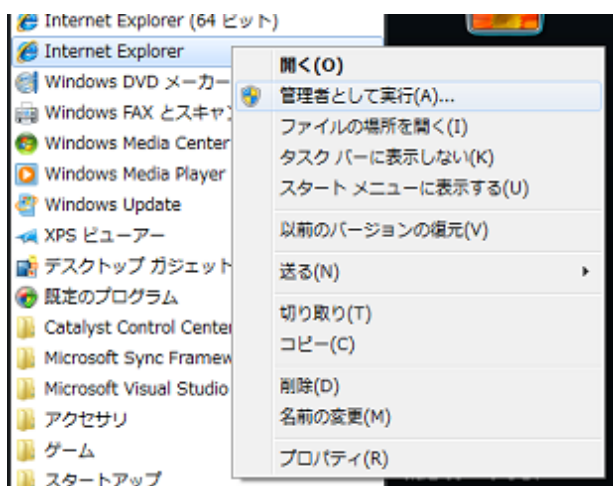 Internet Explorer (64 ビット)
Internet Explorer
Windows DVD メーカー
Windows FAX とスキャ
Windows Media Center
Windows Media Player
Windows Update
XPS ビューアー
デスクトップ ガジェット
既定のプログラム
Catalyst Control Center
Microsoft Sync Framew
Microsoft Visual Studio
アクセサリ
ゲーム
スタートアップ
開く(O)
管理者として実行(A)...
ファイルの場所を開く(I)
タスク バーに表示しない(K)
スタート メニューに表示する(U)
以前のバージョンの復元(V)
送る(N)
切り取り(T)
コピー(C)
削除(D)
名前の変更(M)
プロパティ(R)